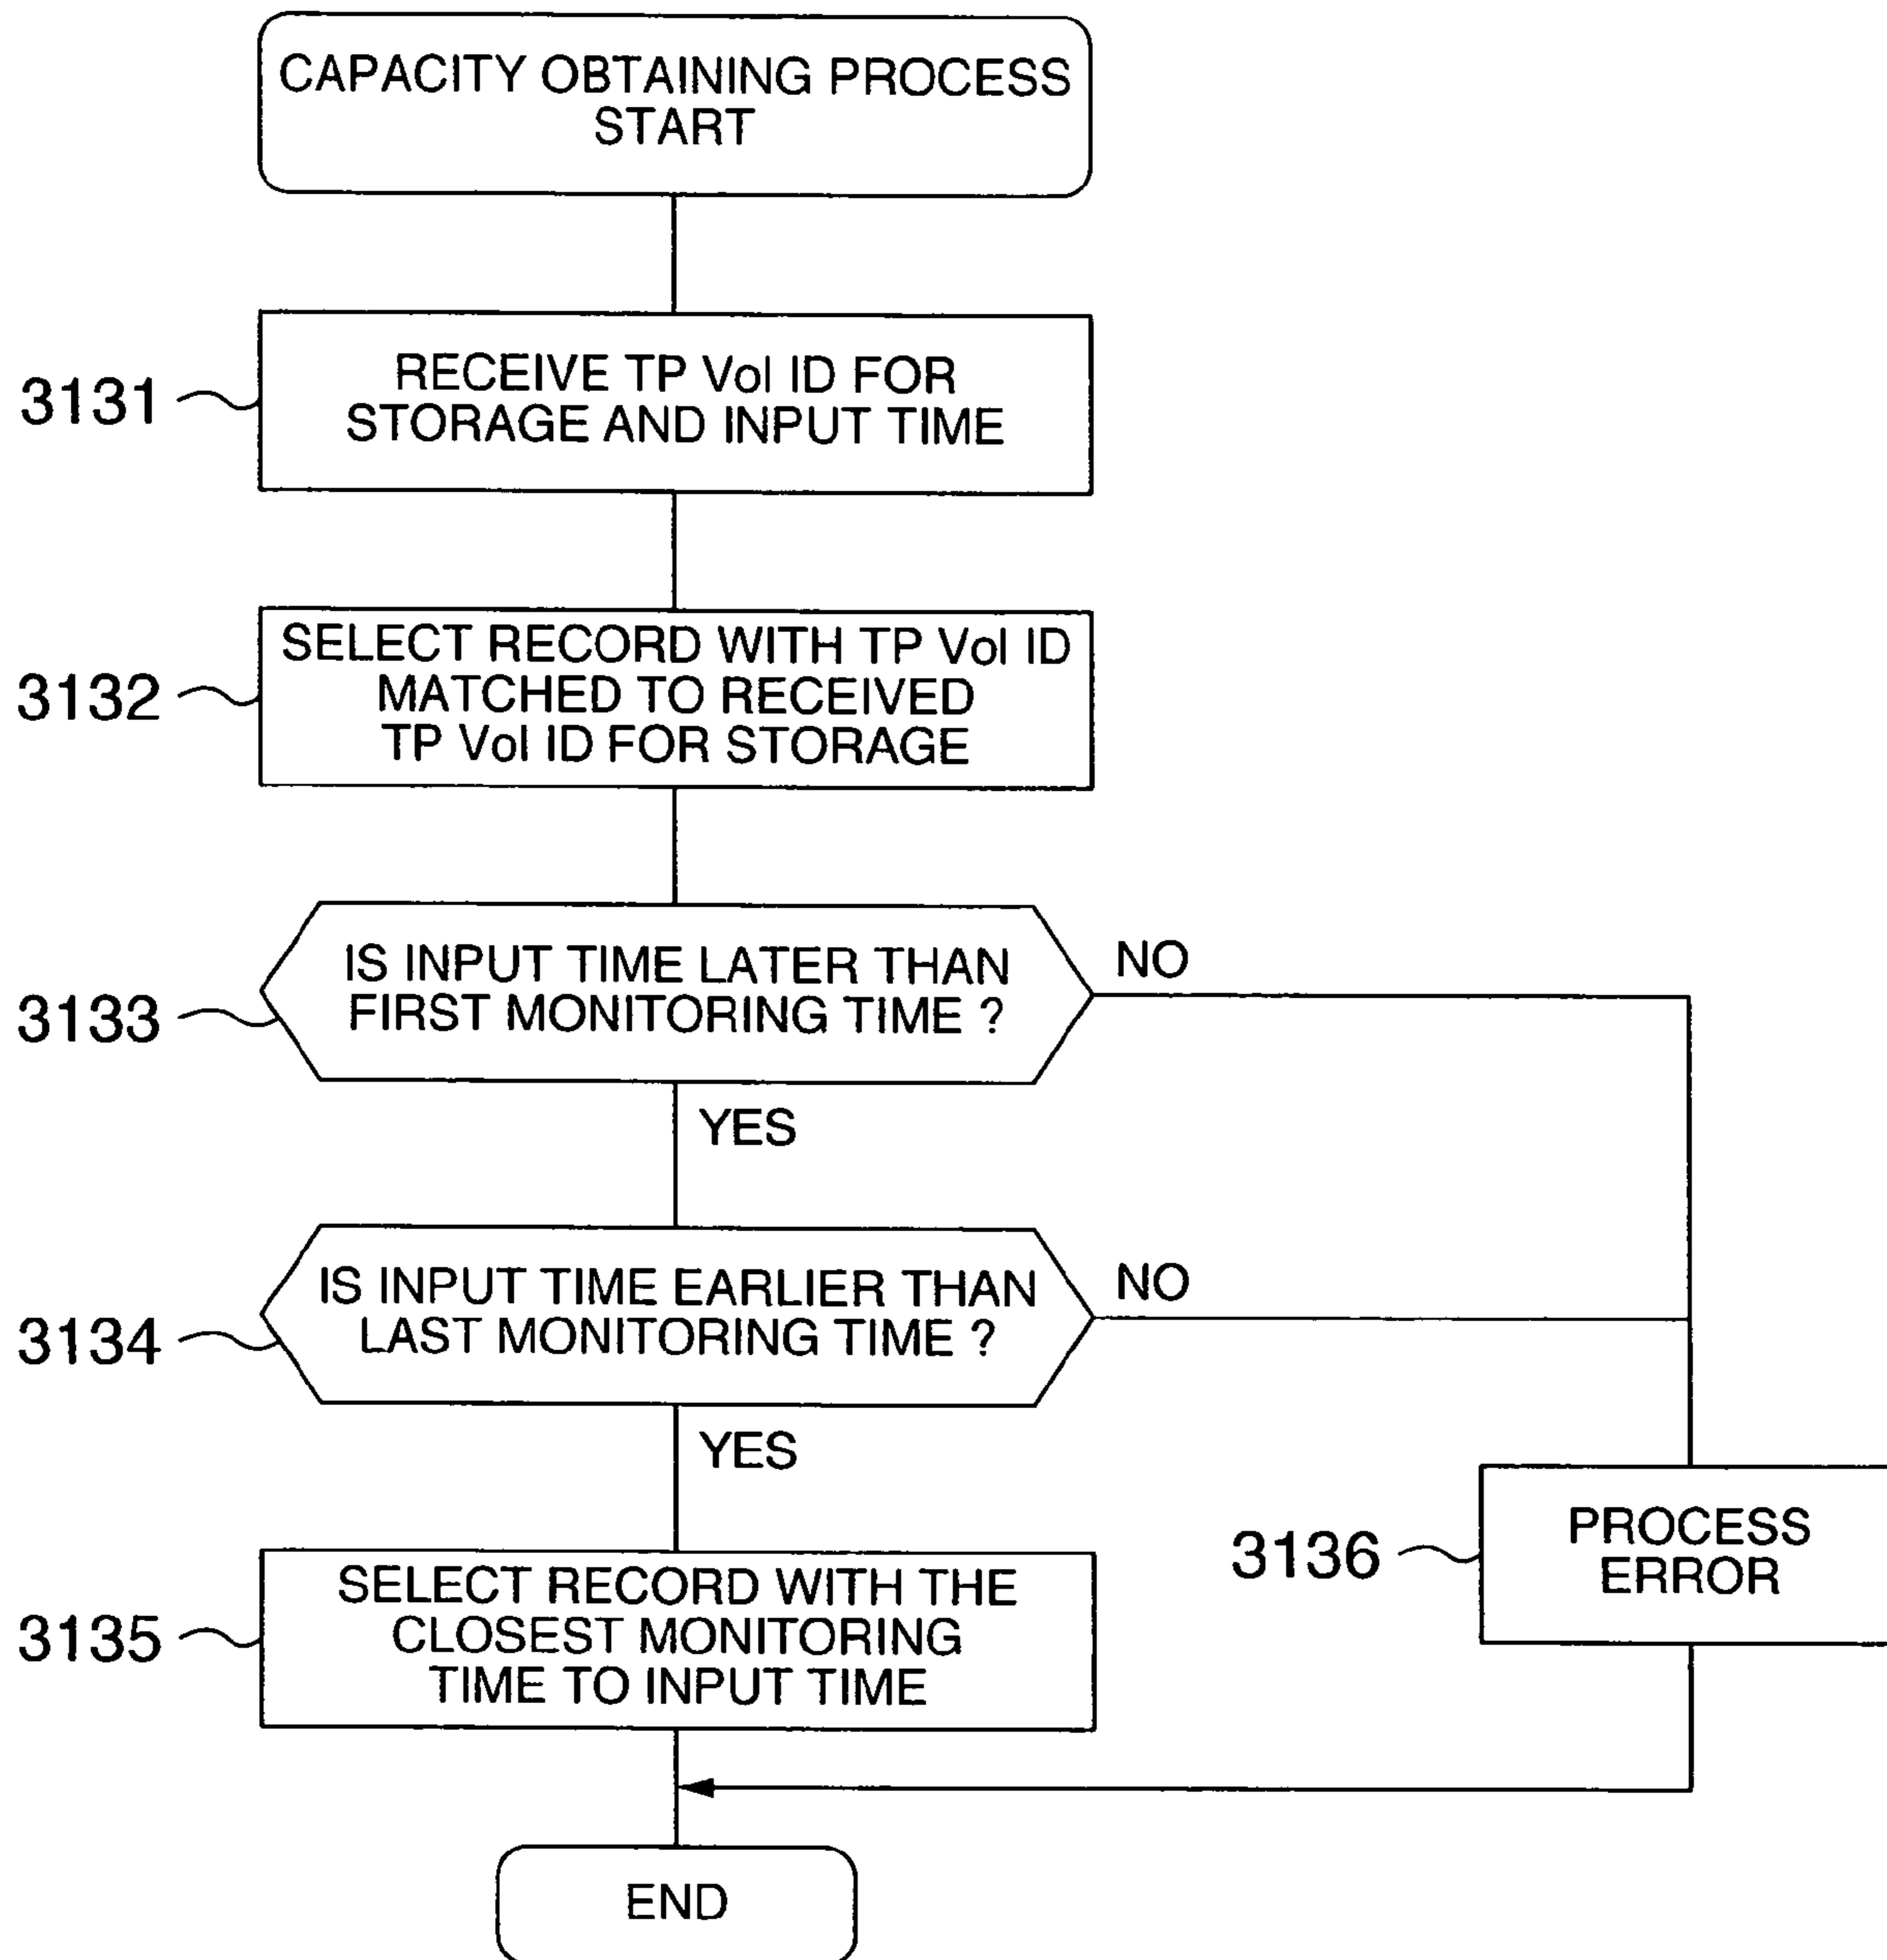 CAPACITY OBTAINING PROCESS
START
3131
RECEIVE TP Vol ID FOR
STORAGE AND INPUT TIME
3132
SELECT RECORD WITH TP Vol ID
MATCHED TO RECEIVED
TP Vol ID FOR STORAGE
3133
IS INPUT TIME LATER THAN
FIRST MONITORING TIME ?
NO
YES
3134
IS INPUT TIME EARLIER THAN
LAST MONITORING TIME ?
NO
YES
3135
SELECT RECORD WITH THE
CLOSEST MONITORING
TIME TO INPUT TIME
3136
PROCESS
ERROR
END